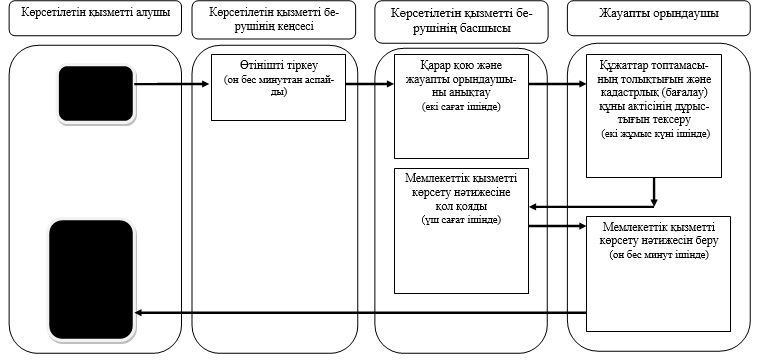 Көрсетілетін қызметті алушы
Көрсетілетін қызметті бе-
рушінің кеңсесі
Көрсетілетін қызметті бе-
рушінің басшысы
Жауапты орындаушы
Өтінішті тіркеу
(он бес минуттан аспай-
ды)
Қарар қою және
жауапты орындаушы-
ны анықтау
(екі сағат ішінде)
Құжаттар топтамасы-
ның толықтығын және
кадастрлық (бағалау)
құны актісінің дұрыс-
тығын тексеру
(екі жұмыс күні ішінде)
Мемлекеттік қызметті
көрсету нәтижесіне
қол қояды
(үш сағат ішінде)
Мемлекеттік қызметті
көрсету нәтижесін беру
(он бес минут ішінде)